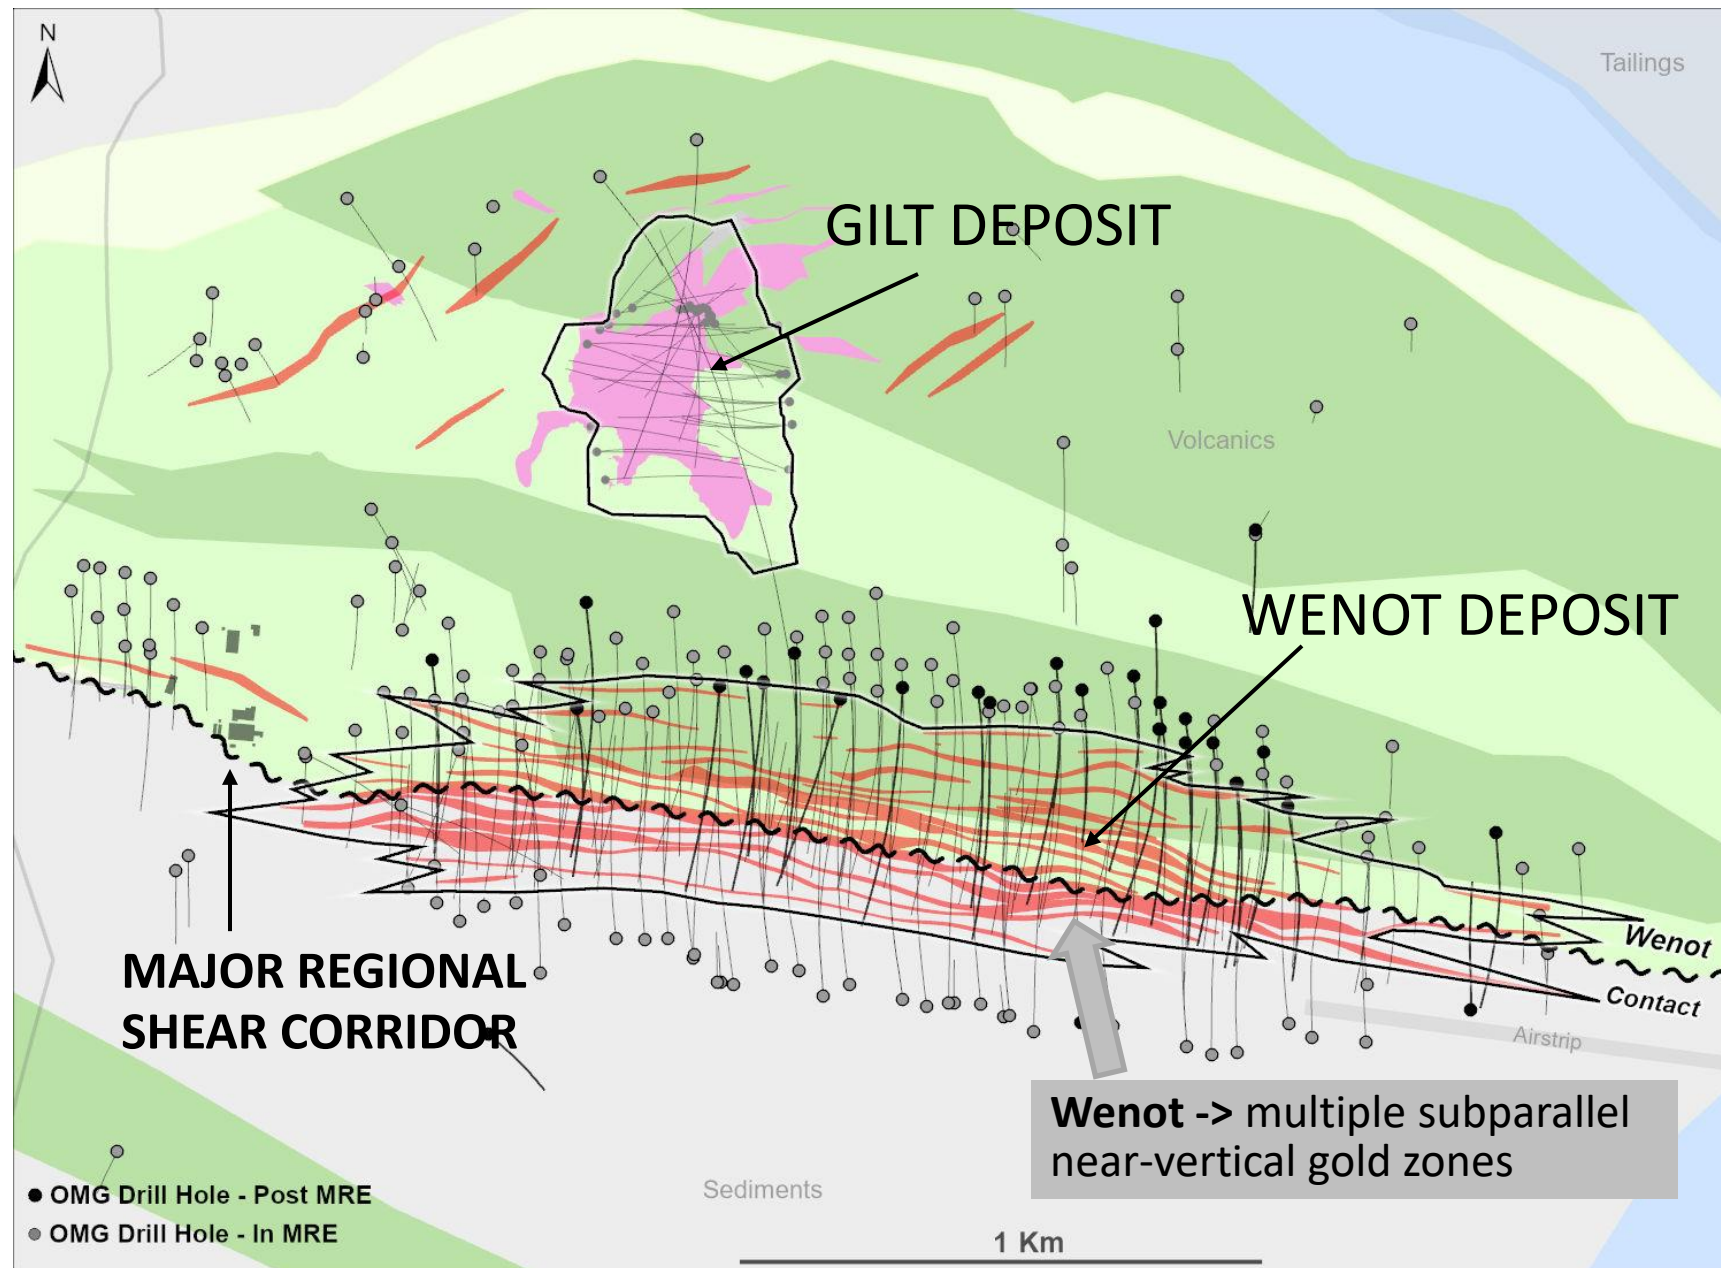 N
Tailings
GILT DEPOSIT
Volcanics
WENOT DEPOSIT
Wenot
Contact
MAJOR REGIONAL
SHEAR CORRIDOR
Airstrip
Wenot -> multiple subparallel
near-vertical gold zones
Sediments
● OMG Drill Hole - Post MRE
● OMG Drill Hole - In MRE
1 Km